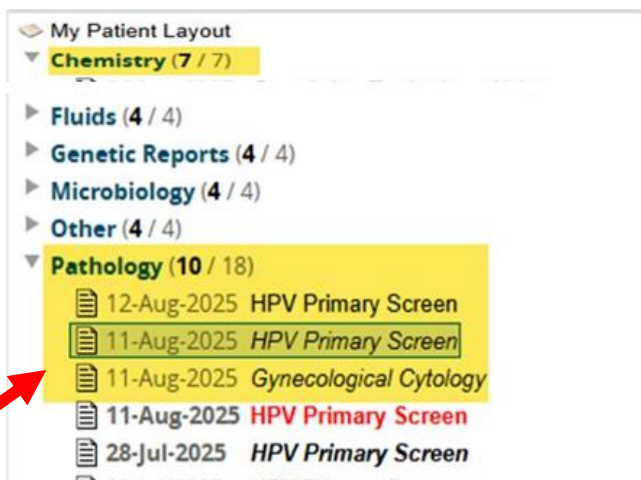 My Patient Layout
Chemistry (7 / 7)
Fluids (4 / 4)
Genetic Reports (4 / 4)
Microbiology (4 / 4)
Other (4 / 4)
Pathology (10 / 18)
12-Aug-2025 HPV Primary Screen
11-Aug-2025 HPV Primary Screen
11-Aug-2025 Gynecological Cytology
11-Aug-2025 HPV Primary Screen
28-Jul-2025 HPV Primary Screen